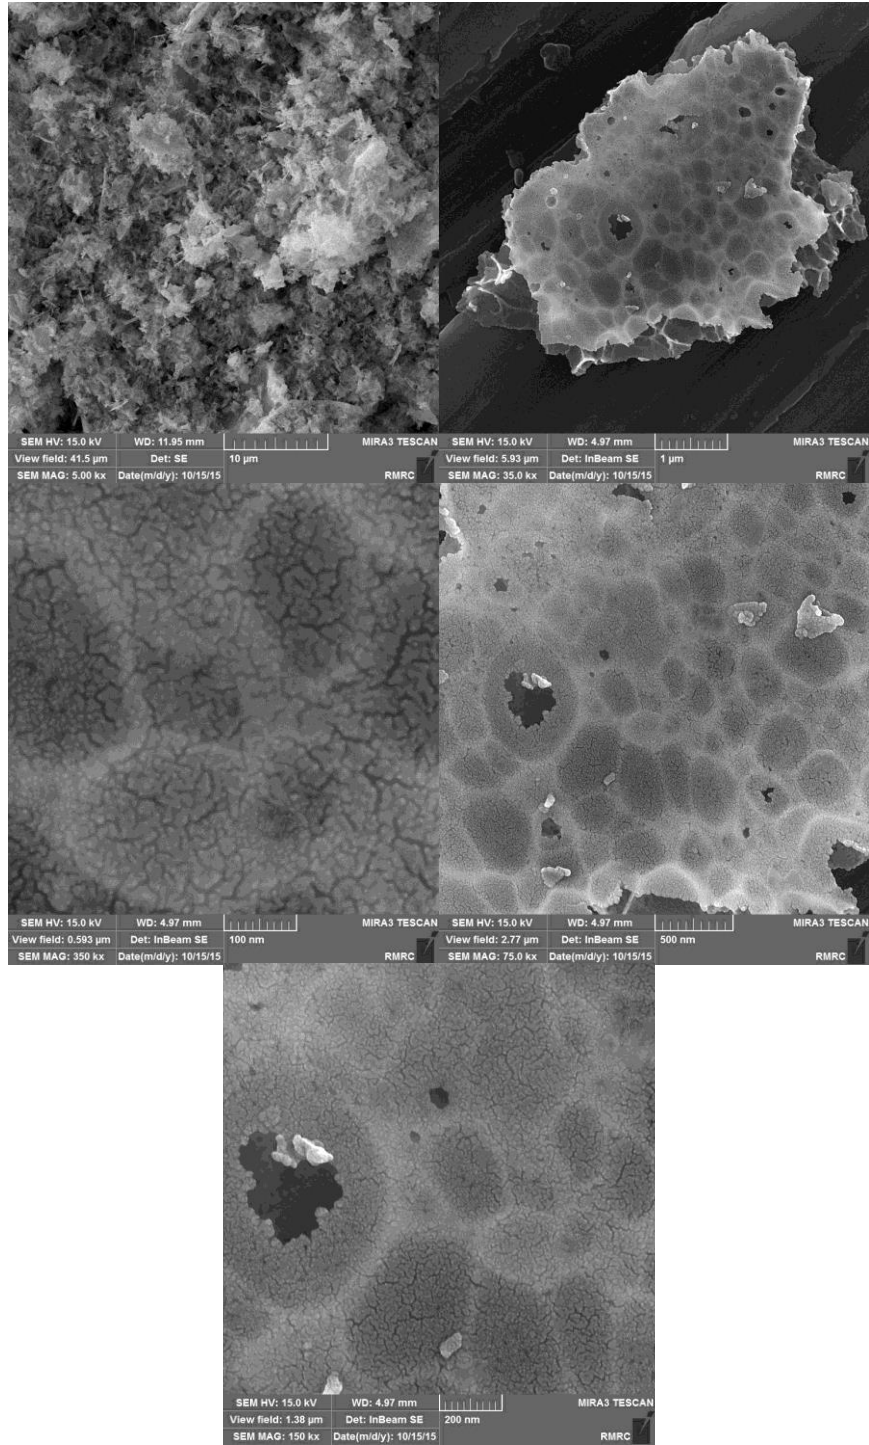 SEM HV: 15.0 kV WD: 11.95 mm MIRA3 TESCAN
View field: 41.5 µm Det: SE 10 µm
SEM MAG: 5.00 kx Date(m/d/y): 10/15/15 RMRC
SEM HV: 15.0 kV WD: 4.97 mm MIRA3 TESCAN
View field: 5.93 µm Det: InBeam SE 1 µm
SEM MAG: 35.0 kx Date(m/d/y): 10/15/15 RMRC
SEM HV: 15.0 kV WD: 4.97 mm MIRA3 TESCAN
View field: 0.593 µm Det: InBeam SE 100 nm
SEM MAG: 350 kx Date(m/d/y): 10/15/15 RMRC
SEM HV: 15.0 kV WD: 4.97 mm MIRA3 TESCAN
View field: 2.77 µm Det: InBeam SE 500 nm
SEM MAG: 75.0 kx Date(m/d/y): 10/15/15 RMRC
SEM HV: 15.0 kV WD: 4.97 mm MIRA3 TESCAN
View field: 1.38 µm Det: InBeam SE 200 nm
SEM MAG: 150 kx Date(m/d/y): 10/15/15 RMRC